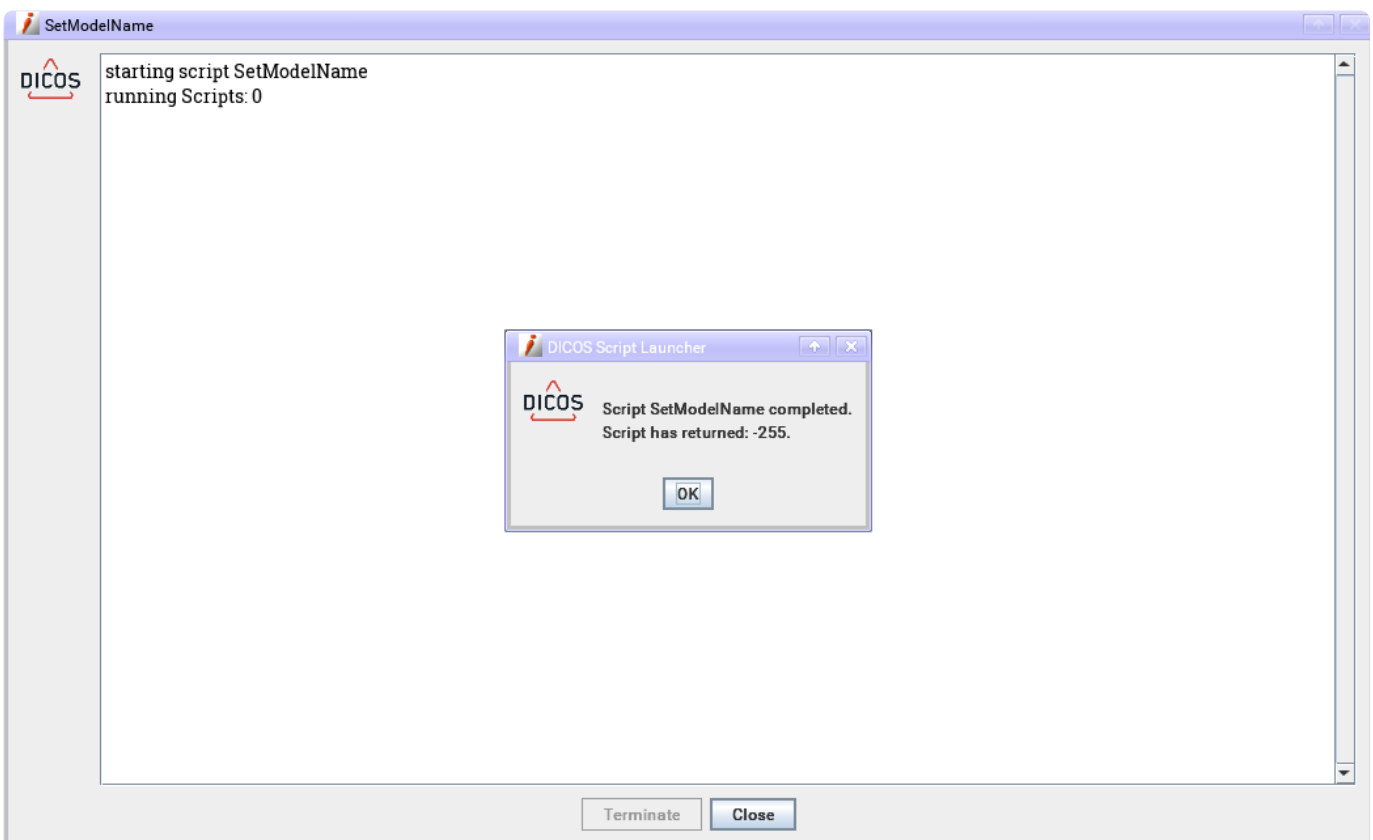 SetModelName
DICOS
starting script SetModelName
running Scripts: 0
DICOS Script Launcher
DICOS
Script SetModelName completed.
Script has returned: -255.
OK
Terminate
Close